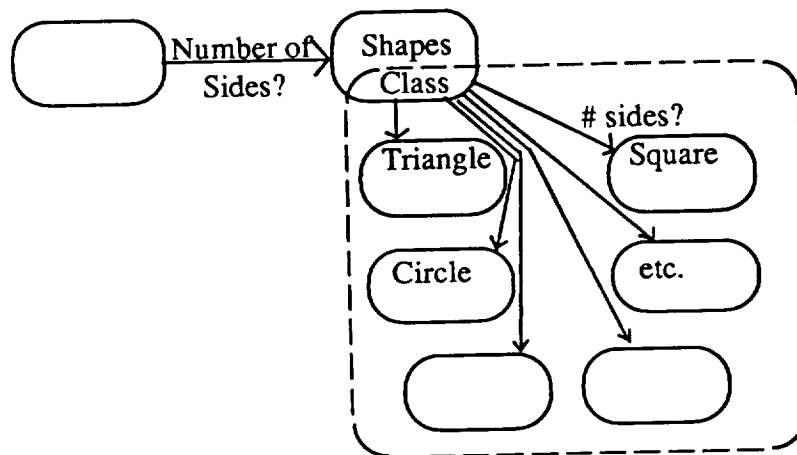 Number of
Sides?
Shapes
Class
# sides?
Triangle
Square
Circle
etc.